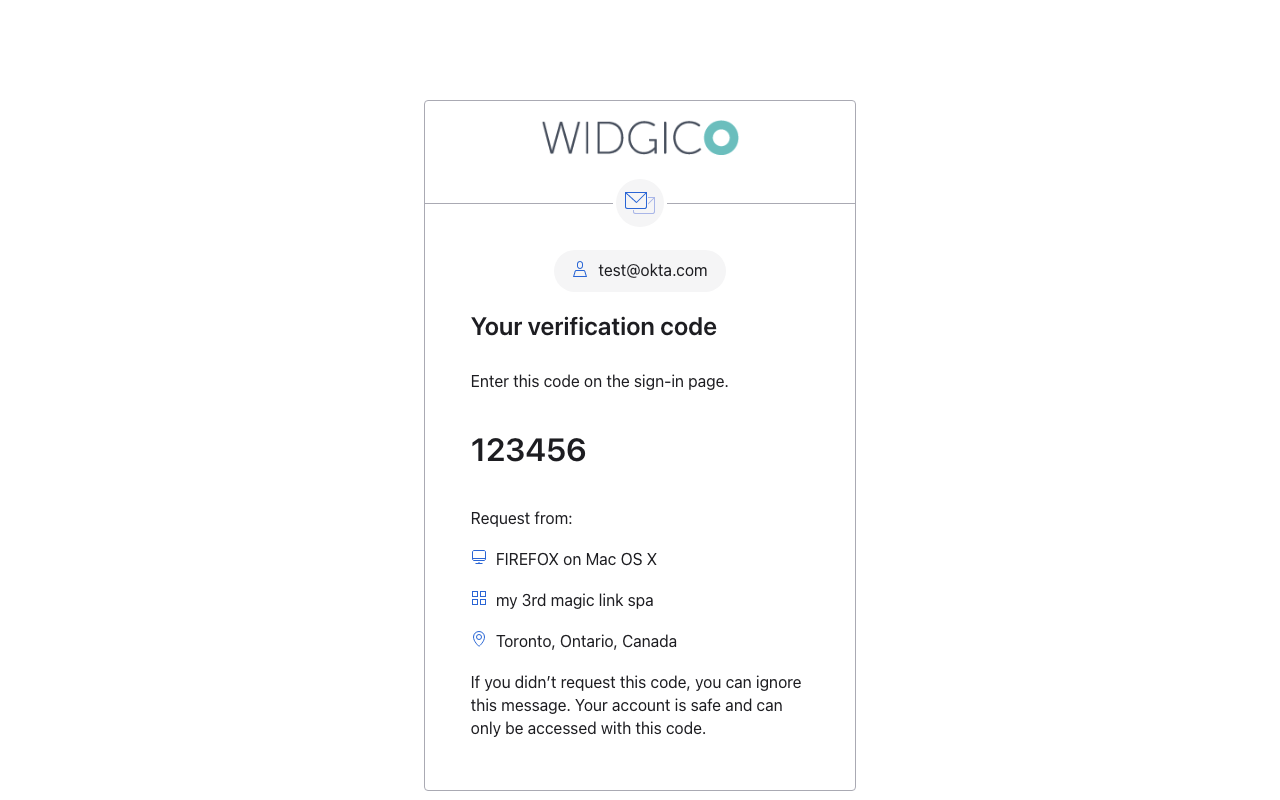 WIDGICO
test@okta.com
Your verification code
Enter this code on the sign-in page.
123456
Request from:
FIREFOX on Mac OS X
my 3rd magic link spa
Toronto, Ontario, Canada
If you didn’t request this code, you can ignore
this message. Your account is safe and can
only be accessed with this code.